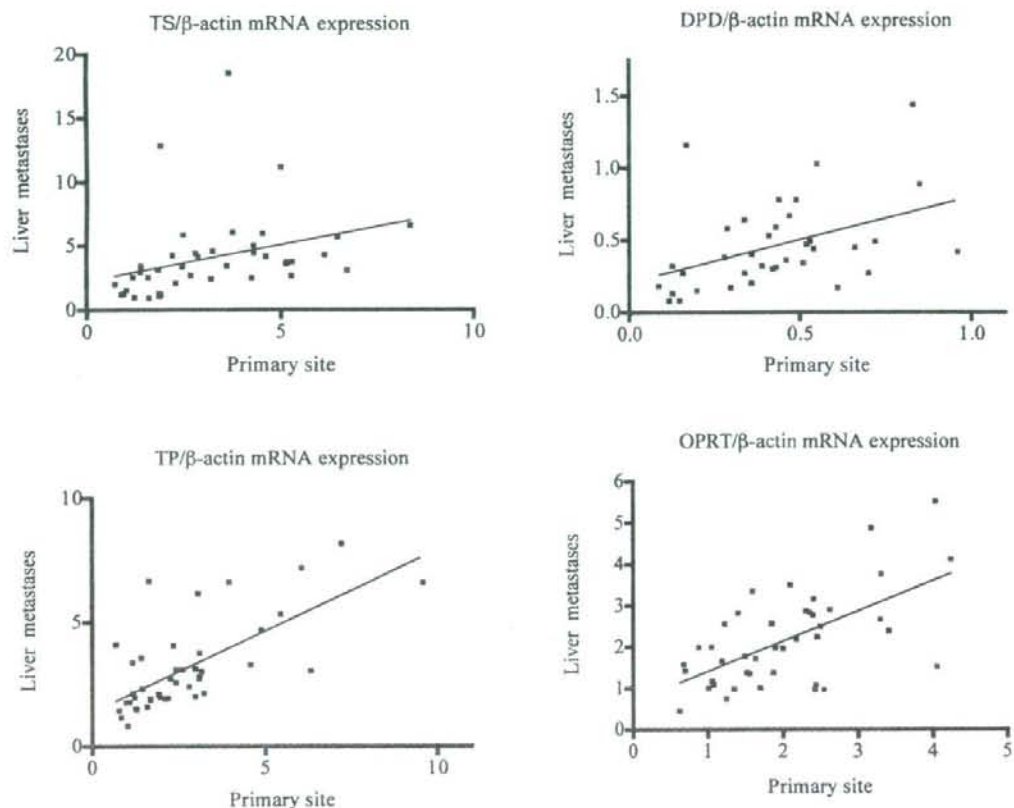 TS/β-actin mRNA expression
20
15
10
5
0
0
5
10
Liver metastases
Primary site
DPD/β-actin mRNA expression
1.5
1.0
0.5
0.0
0.0
0.5
1.0
Liver metastases
Primary site
TP/β-actin mRNA expression
10
5
0
0
5
10
Liver metastases
Primary site
OPRT/β-actin mRNA expression
6
5
4
3
2
1
0
0
1
2
3
4
5
Liver metastases
Primary site